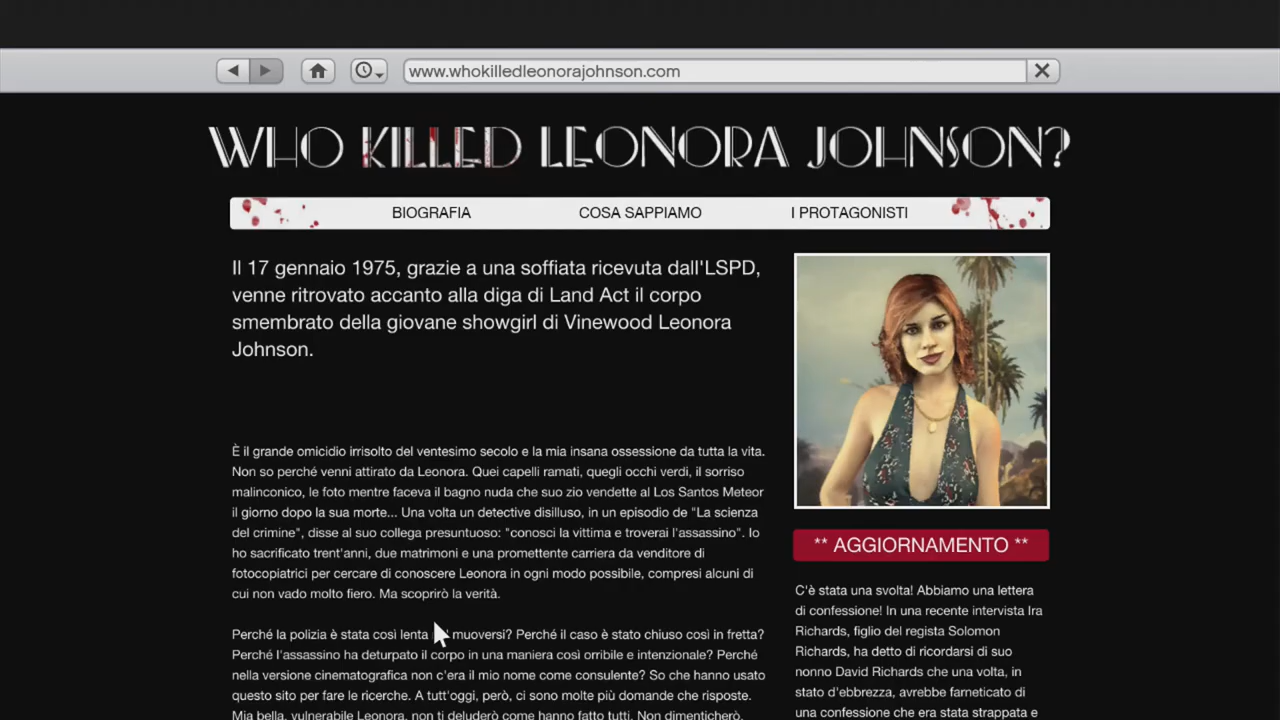 www.whokilledleonorajohnson.com
WHO KILLED LEONORA JOHNSON?
BIOGRAFIA COSA SAPPIAMO I PROTAGONISTI
Il 17 gennaio 1975, grazie a una soffiata ricevuta dall'LSPD,
venne ritrovato accanto alla diga di Land Act il corpo
smembrato della giovane showgirl di Vinewood Leonora
Johnson.
È il grande omicidio irrisolto del ventesimo secolo e la mia insana ossessione da tutta la vita.
Non so perché venni attirato da Leonora. Quei capelli ramati, quegli occhi verdi, il sorriso
malinconico, le foto mentre faceva il bagno nuda che suo zio vendette al Los Santos Meteor
il giorno dopo la sua morte... Una volta un detective disilluso, in un episodio de "La scienza
del crimine", disse al suo collega presuntuoso: "conosci la vittima e troverai l'assassino". Io
ho sacrificato trent'anni, due matrimoni e una promettente carriera da venditore di
fotocopiatrici per cercare di conoscere Leonora in ogni modo possibile, compresi alcuni di
cui non vado molto fiero. Ma scoprirò la verità.
Perché la polizia è stata così lenta muoversi? Perché il caso è stato chiuso così in fretta?
Perché l'assassino ha deturpato il corpo in una maniera così orribile e intenzionale? Perché
nella versione cinematografica non c'era il mio nome come consulente? So che hanno usato
questo sito per fare le ricerche. A tutt'oggi, però, ci sono molte più domande che risposte.
Mia bella, vulnerabile Leonora, non ti deluderò come hanno fatto tutti. Non dimenticherò.
** AGGIORNAMENTO **
C'è stata una svolta! Abbiamo una lettera
di confessione! In una recente intervista Ira
Richards, figlio del regista Solomon
Richards, ha detto di ricordarsi di suo
nonno David Richards che una volta, in
stato d'ebbrezza, avrebbe farneticato di
una confessione che era stata strappata e